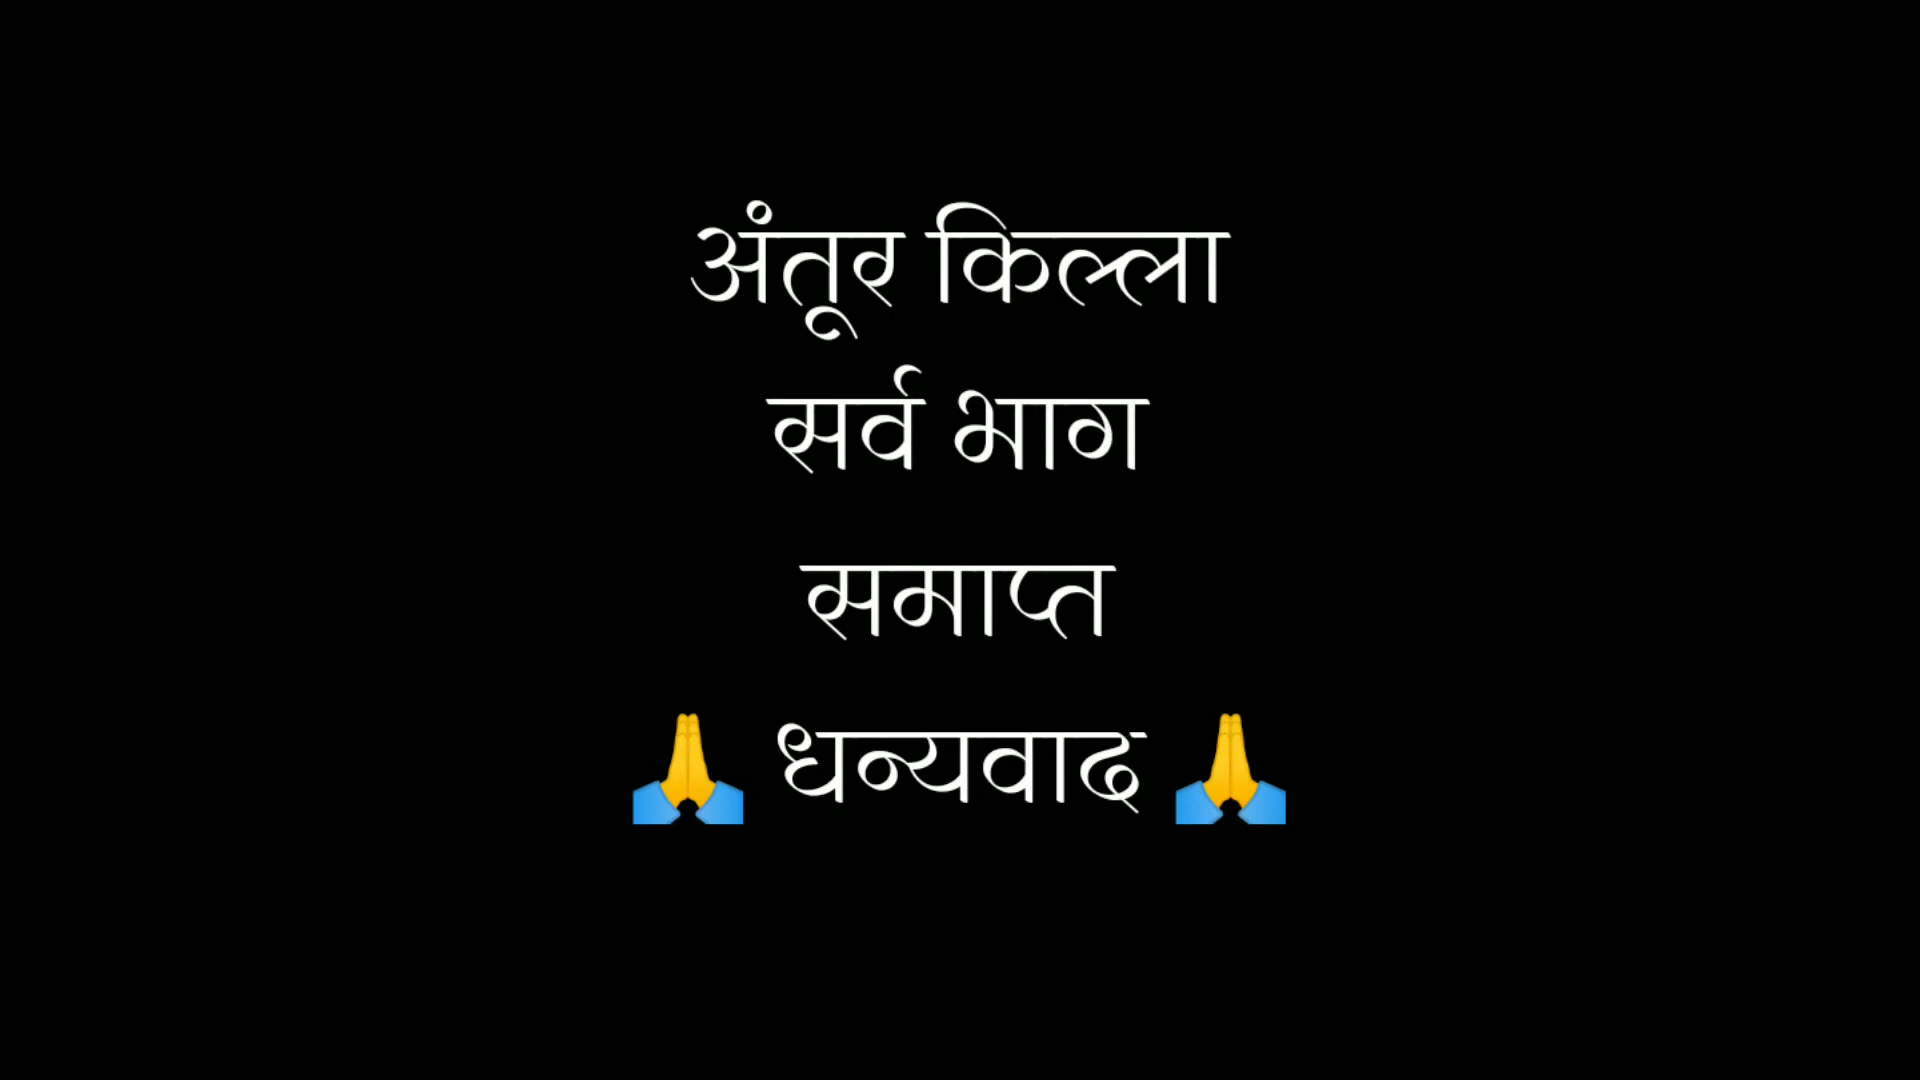 अंतूर किल्ला
सर्व भाग
समाप्त
🙏 धन्यवाद 🙏